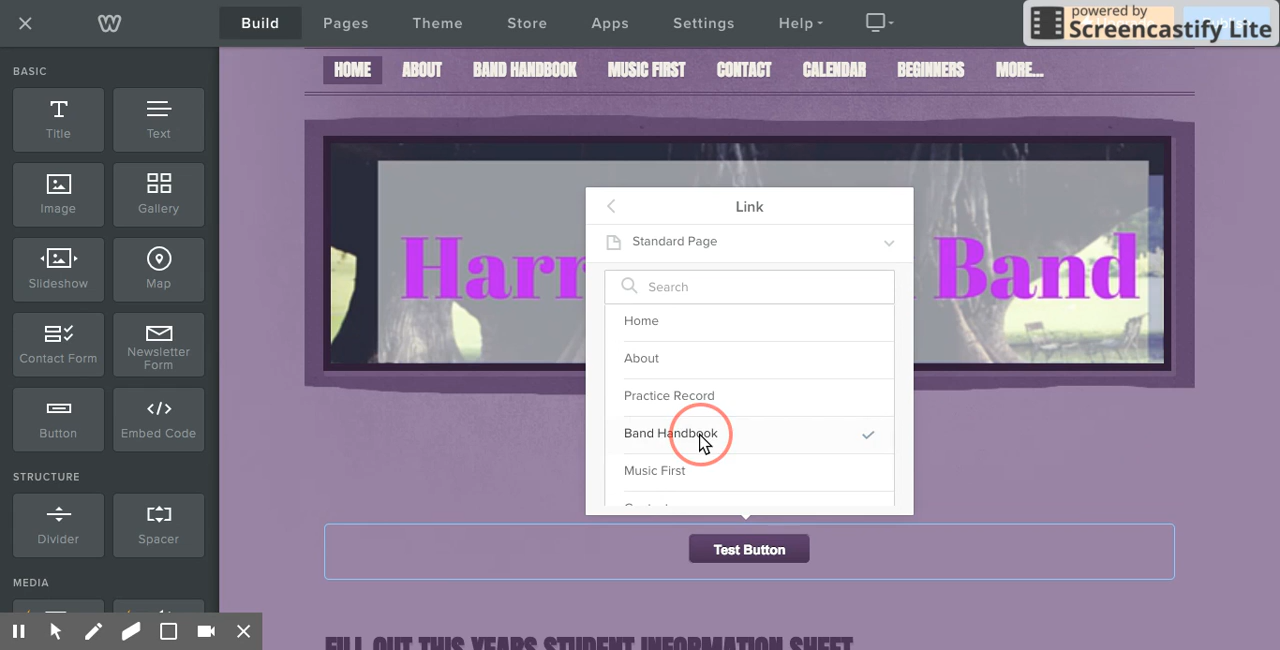 Build Pages Theme Store Apps Settings Help
powered by
Screencastify Lite
BASIC
Title Text
Image Gallery
Slideshow Map
Contact Form Newsletter Form
Button Embed Code
STRUCTURE
Divider Spacer
MEDIA
HOME ABOUT BAND HANDBOOK MUSIC FIRST CONTACT CALENDAR BEGINNERS MORE...
Harr Band
Link
Standard Page
Search
Home
About
Practice Record
Band Handbook
Music First
Test Button
FILL OUT THIS YEARS STUDENT INFORMATION SHEET